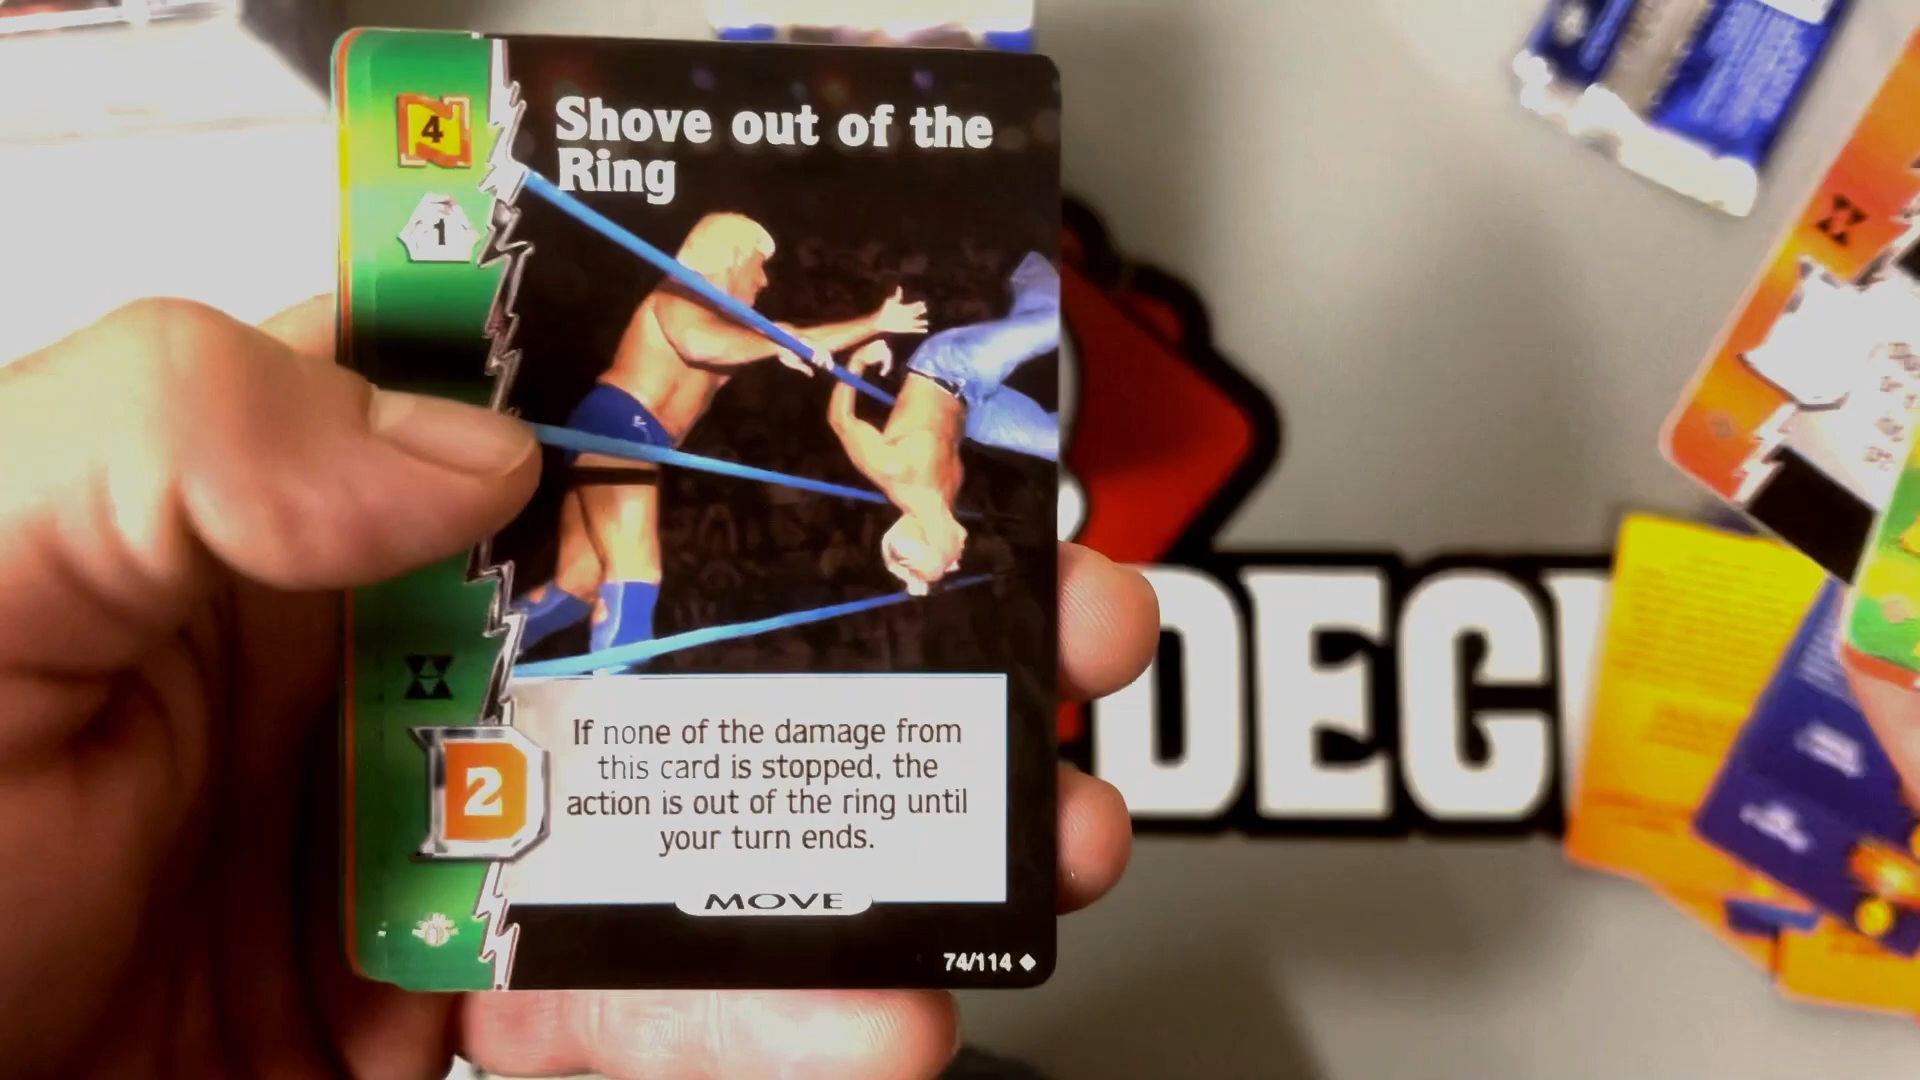 4
Shove out of the
Ring
1
2
If none of the damage from
this card is stopped, the
action is out of the ring until
your turn ends.
MOVE
74/114
DEC